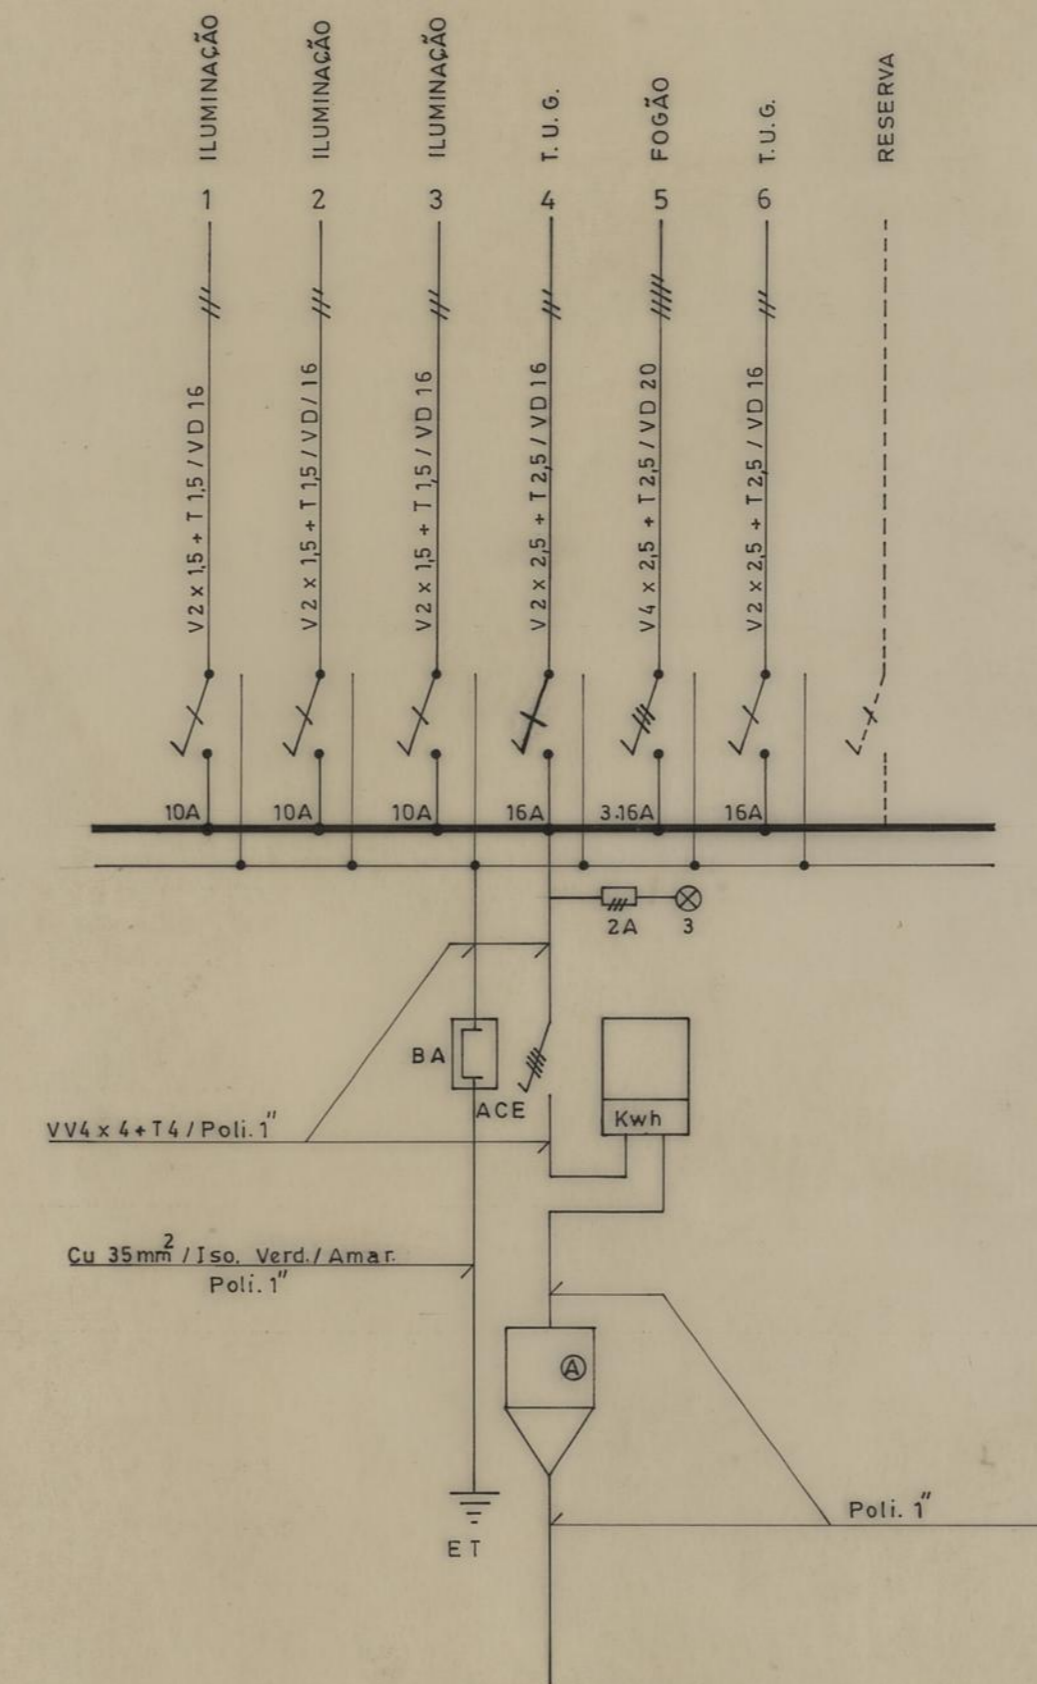 1 ILUMINAÇÃO
2 ILUMINAÇÃO
3 ILUMINAÇÃO
4 T. U. G.
5 FOGÃO
6 T. U. G.
RESERVA
V2 x 1,5 + T 1,5 / VD 16
V2 x 1,5 + T 1,5 / VD / 16
V2 x 1,5 + T 1,5 / VD 16
V2 x 2,5 + T 2,5 / VD 16
V4 x 2,5 + T 2,5 / VD 20
V2 x 2,5 + T 2,5 / VD 16
10A 10A 10A 16A 3.16A 16A
2A 3
BA
ACE
Kwh
VV4 x 4 + T4 / Poli. 1"
Cu 35mm² / Iso. Verd. / Amar.
Poli. 1"
A
Poli. 1"
ET